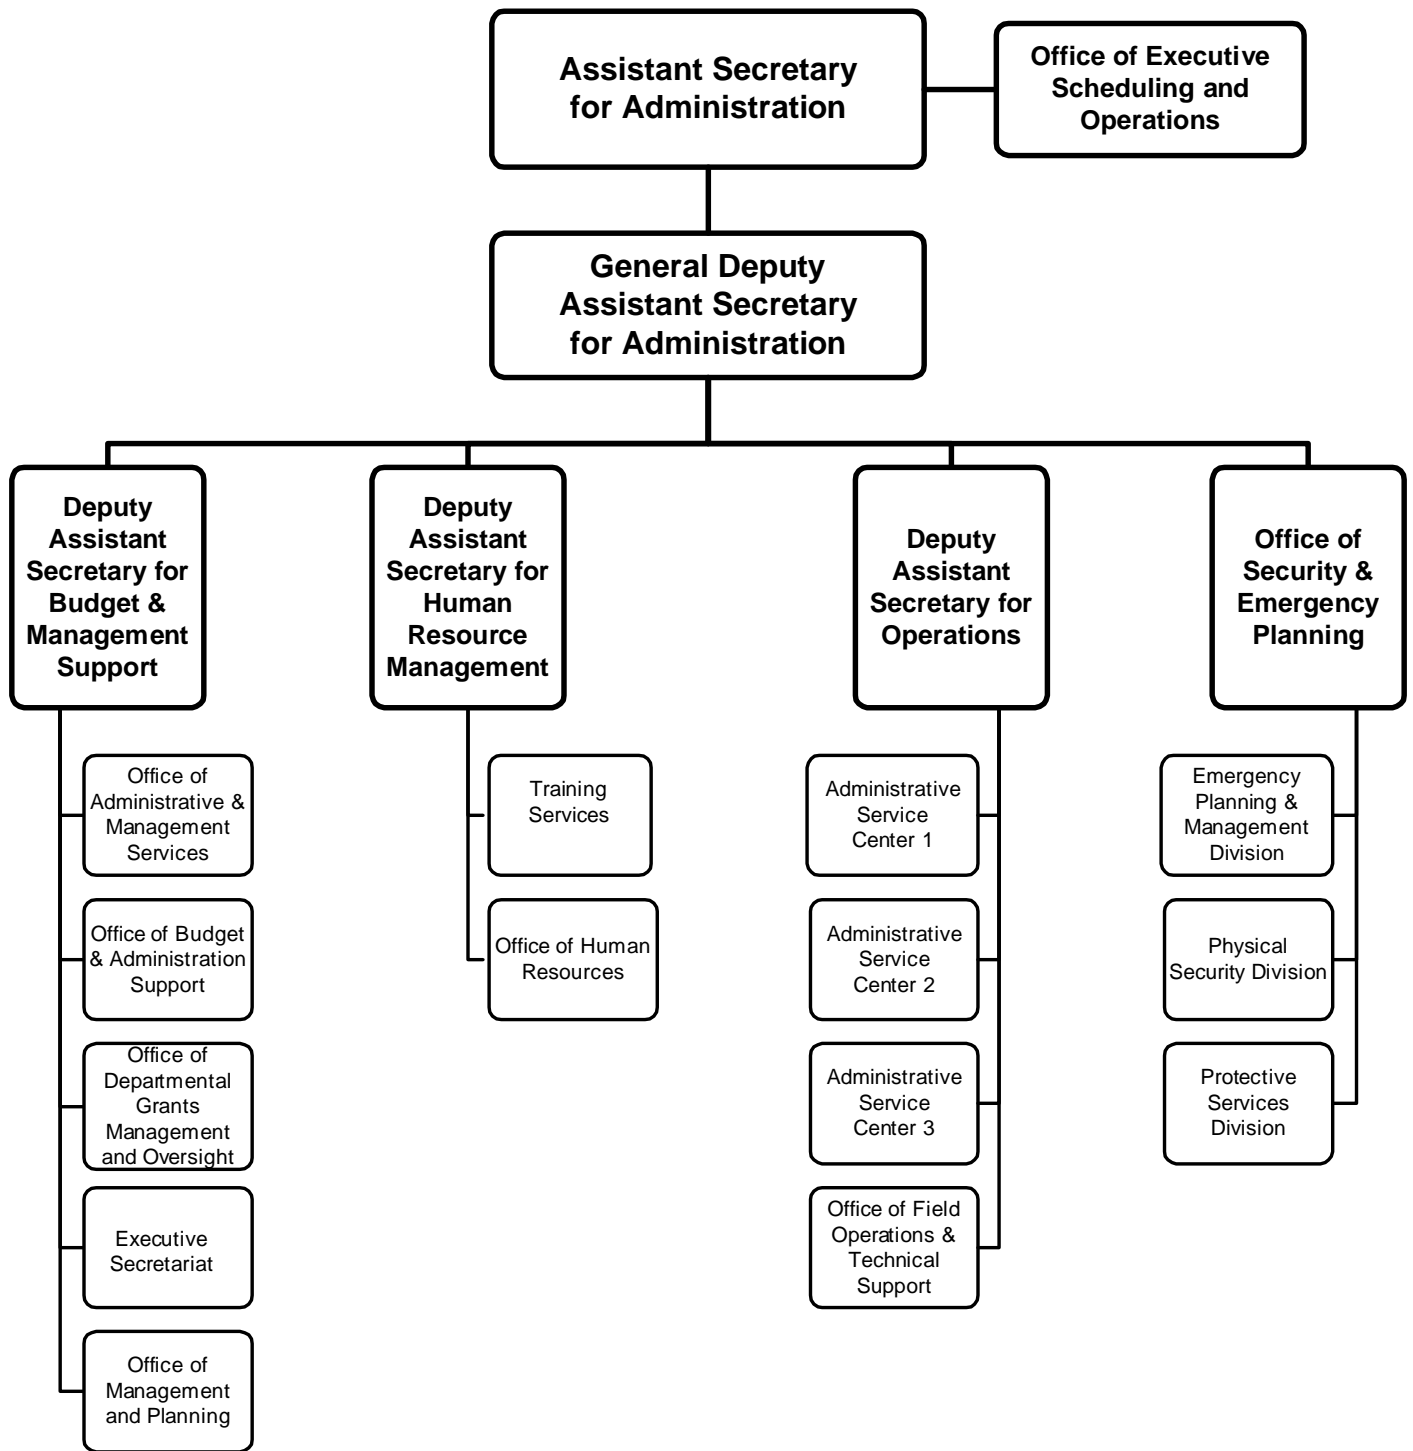 Assistant Secretary
for Administration
Office of Executive
Scheduling and
Operations
General Deputy
Assistant Secretary
for Administration
Deputy
Assistant
Secretary for
Budget &
Management
Support
Deputy
Assistant
Secretary for
Human
Resource
Management
Deputy
Assistant
Secretary for
Operations
Office of
Security &
Emergency
Planning
Office of
Administrative &
Management
Services
Office of Budget
& Administration
Support
Office of
Departmental
Grants
Management
and Oversight
Executive
Secretariat
Office of
Management
and Planning
Training
Services
Office of Human
Resources
Administrative
Service
Center 1
Administrative
Service
Center 2
Administrative
Service
Center 3
Office of Field
Operations &
Technical
Support
Emergency
Planning &
Management
Division
Physical
Security Division
Protective
Services
Division